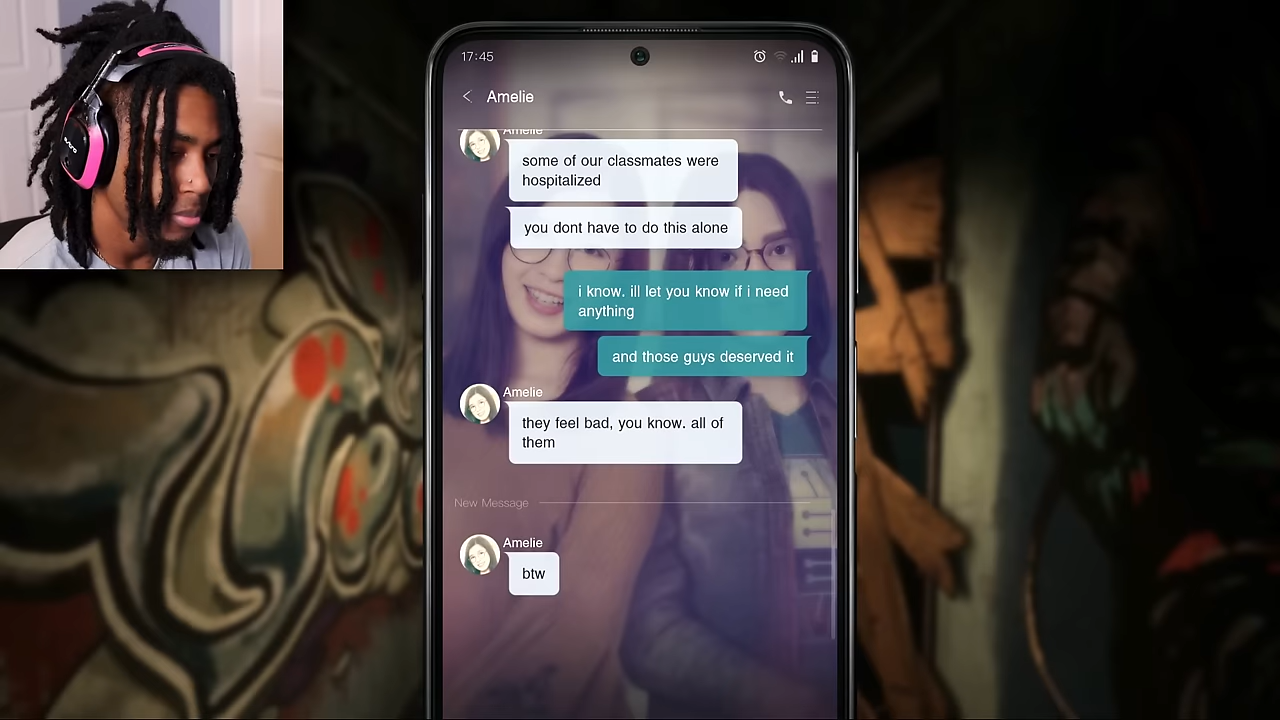 17:45
Amelie
Amelie
some of our classmates were
hospitalized
you dont have to do this alone
i know. ill let you know if i need
anything
and those guys deserved it
Amelie
they feel bad, you know. all of
them
New Message
Amelie
btw